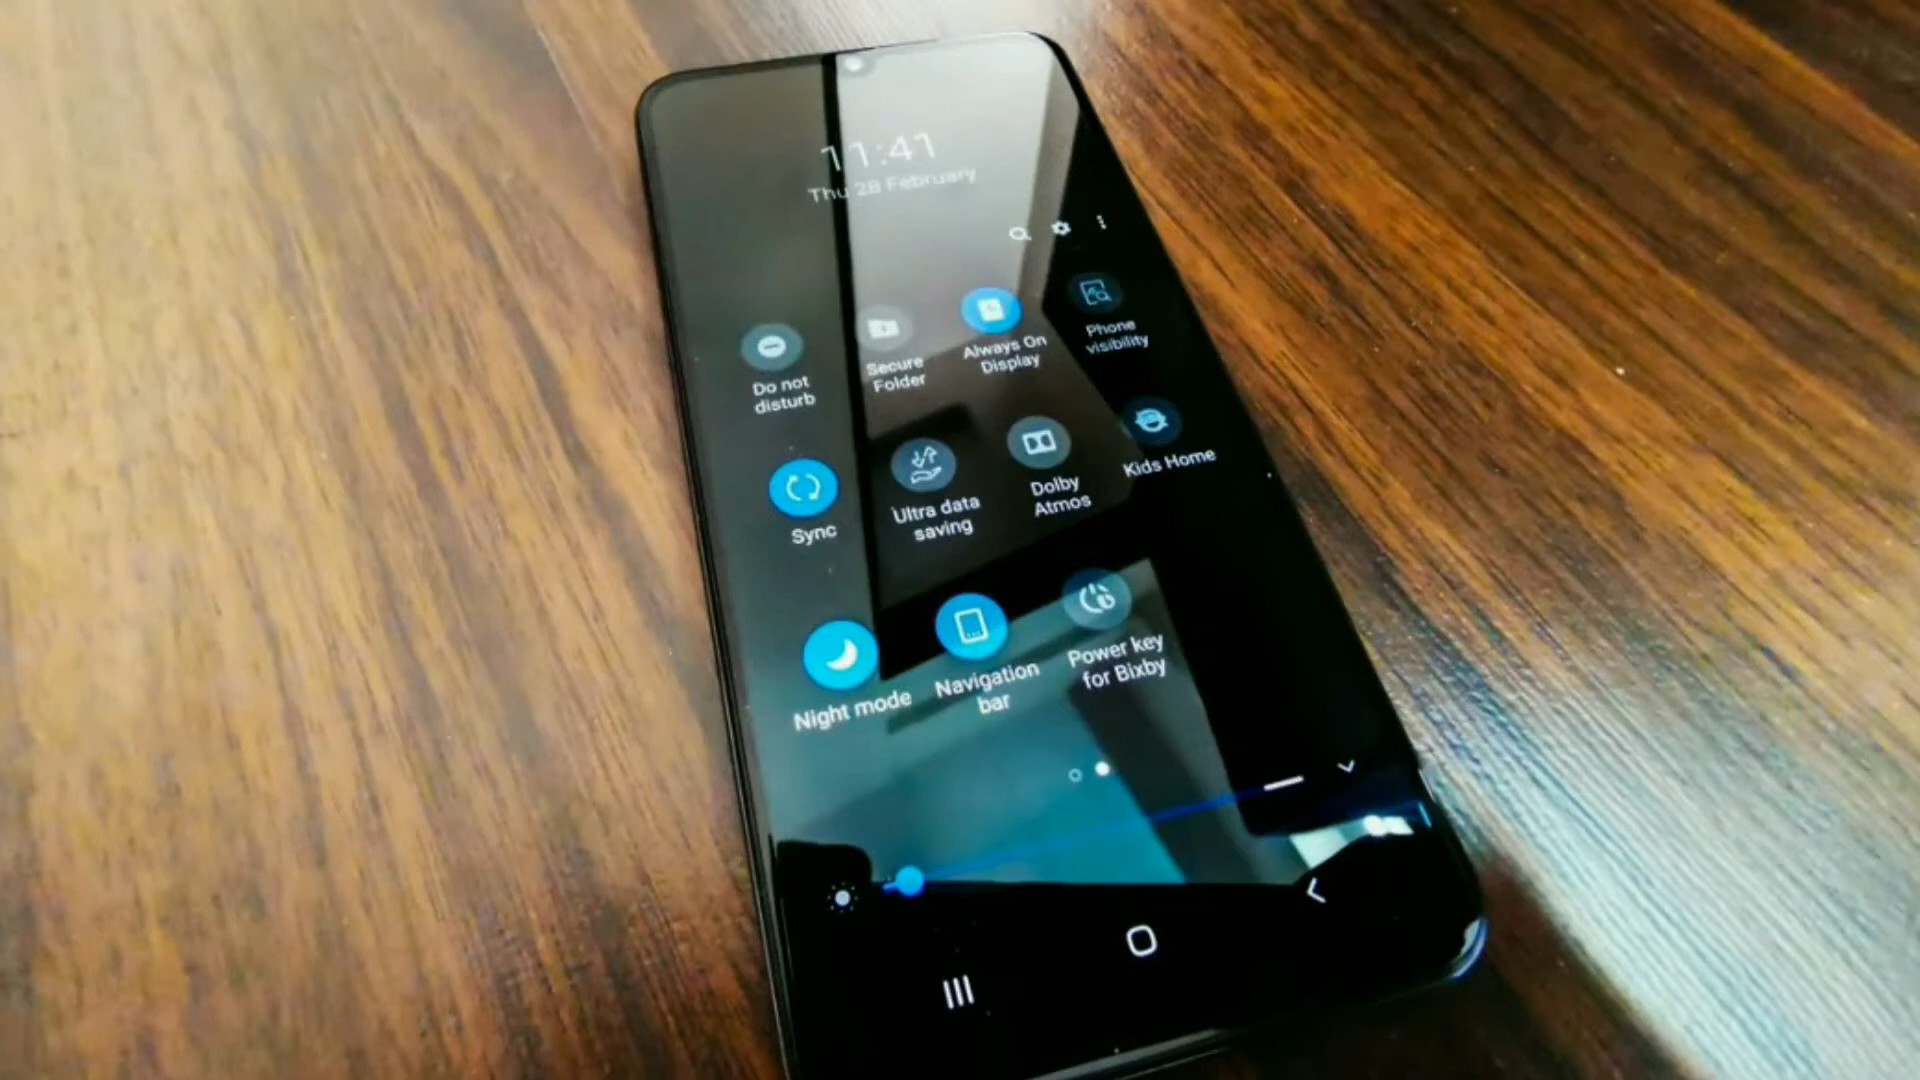 11:41
Thu 28 February
Do not
disturb
Secure
Folder
Always On
Display
Phone
visibility
Sync
Ultra data
saving
Dolby
Atmos
Kids Home
Night mode
Navigation
bar
Power key
for Bixby